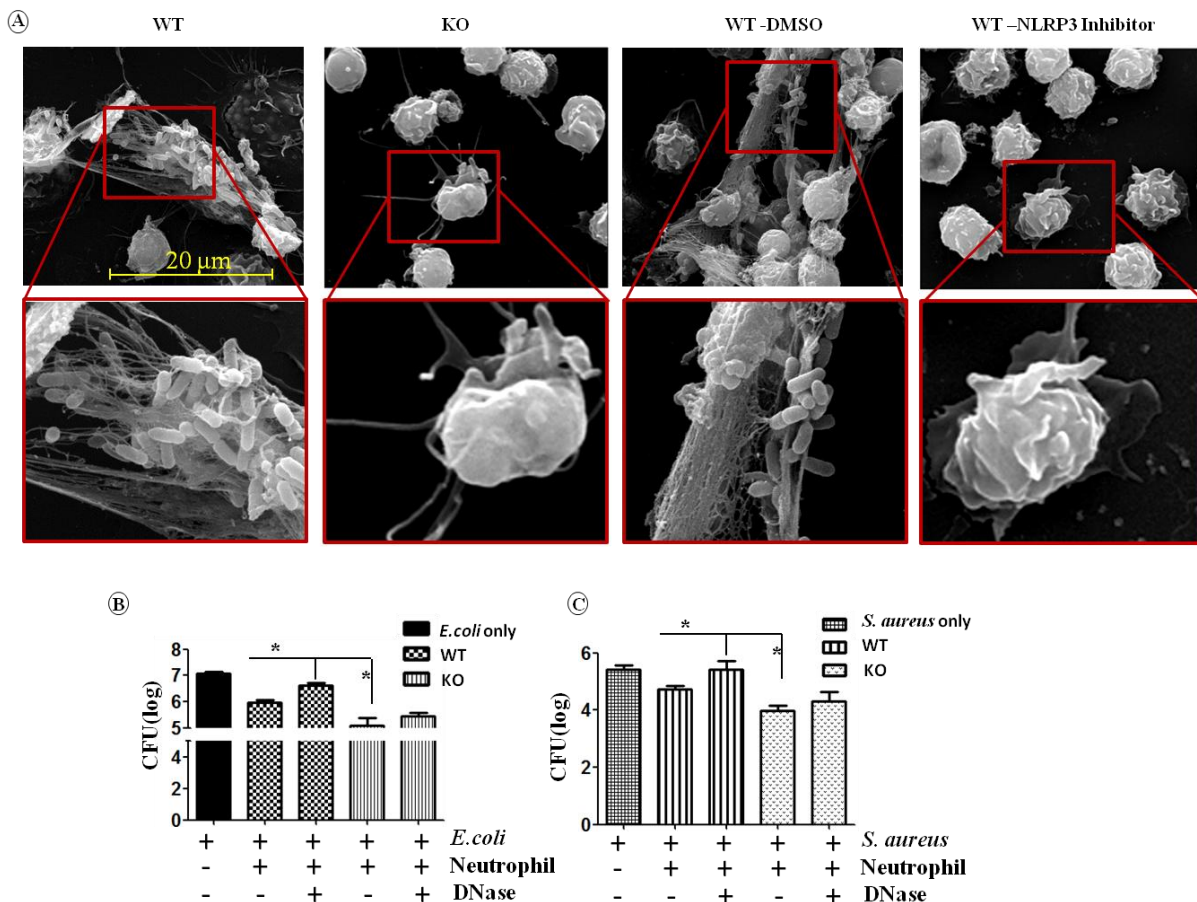 A
WT
KO
WT -DMSO
WT –NLRP3 Inhibitor
20 µm
B
E.coli only
WT
KO
CFU(log)
8
7
6
5
4
2
0
* *
+ + + + + E.coli
- + + + + Neutrophil
- - + - + DNase
C
S. aureus only
WT
KO
CFU(log)
6
4
2
0
* *
+ + + + + S. aureus
- + + + + Neutrophil
- - + - + DNase